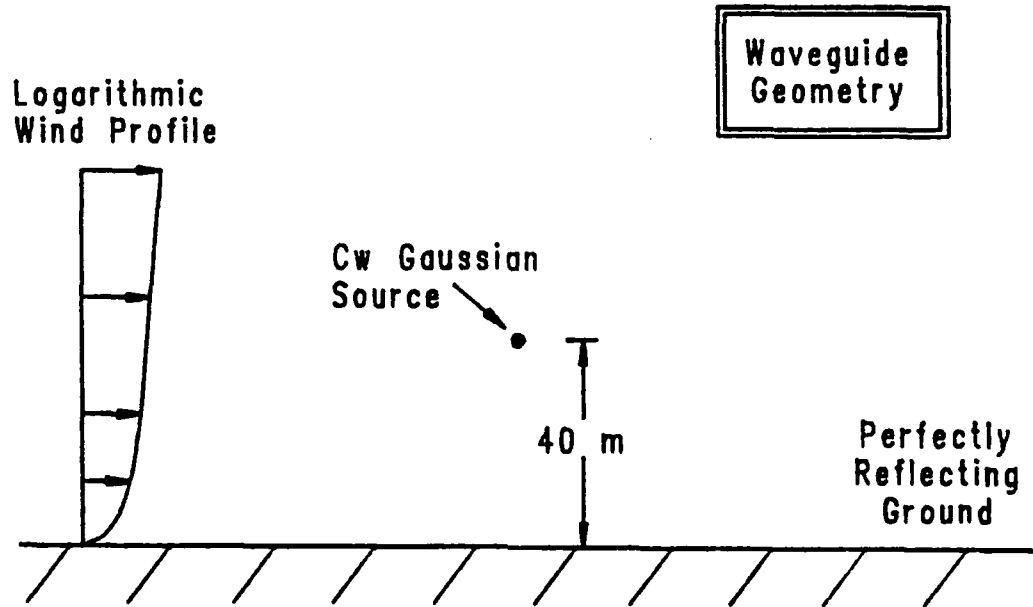 Waveguide
Geometry
Logarithmic
Wind Profile
Cw Gaussian
Source
40 m
Perfectly
Reflecting
Ground